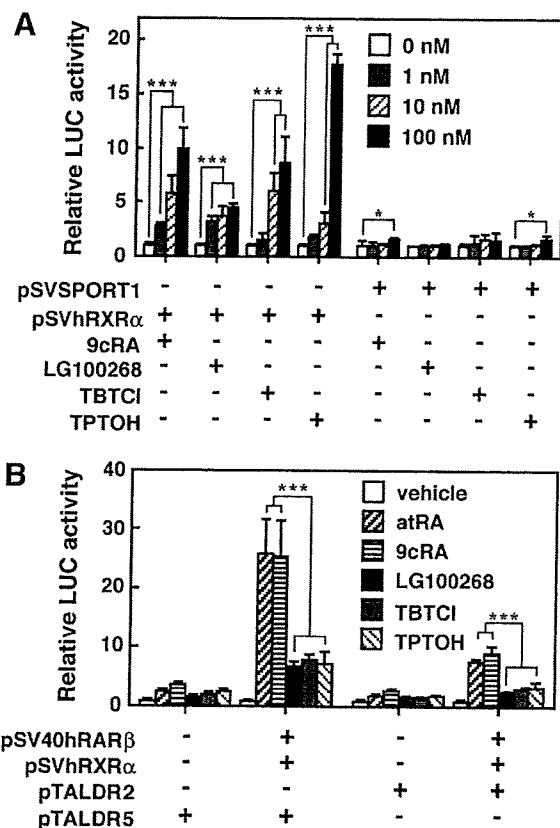 A
Relative LUC activity
20
15
10
5
0
*** *** *** *** * *
0 nM
1 nM
10 nM
100 nM
pSVSPORT1 - - - - + + + +
pSVhRXRα + + + + - - - -
9cRA + - - - + - - -
LG100268 - + - - - + - -
TBTCl - - + - - - + -
TPTOH - - - + - - - +
B
Relative LUC activity
40
30
20
10
0
*** ***
vehicle
atRA
9cRA
LG100268
TBTCl
TPTOH
pSV40hRARβ - + - +
pSVhRXRα - + - +
pTALDR2 - - + +
pTALDR5 + + - -